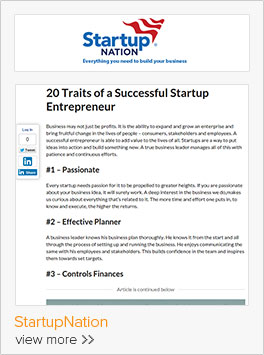 Startup
NATION
Everything you need to build your business
20 Traits of a Successful Startup
Entrepreneur
Log in
0
Tweet
Share
Business may not just be profits. It is the ability to expand and grow an enterprise and
bring fruitful change in the lives of people – consumers, stakeholders and employees. A
successful entrepreneur is able to add value to the lives of all. Startups are a way to put
ideas into action and build something new. A true business leader manages all of this with
patience and continuous efforts.
#1 – Passionate
Every startup needs passion for it to be propelled to greater heights. If you are passionate
about your business idea, it will surely work. A deep interest in the business we do, makes
us curious about everything that's related to it. The more time and effort one puts in, to
know and execute, the higher the returns.
#2 – Effective Planner
A business leader knows his business plan thoroughly. He knows it from the start and all
through the process of setting up and running the business. He enjoys communicating the
same with his employees and stakeholders. This builds confidence in the team and inspires
them towards set targets.
#3 – Controls Finances
Article is continued below
StartupNation
view more >>